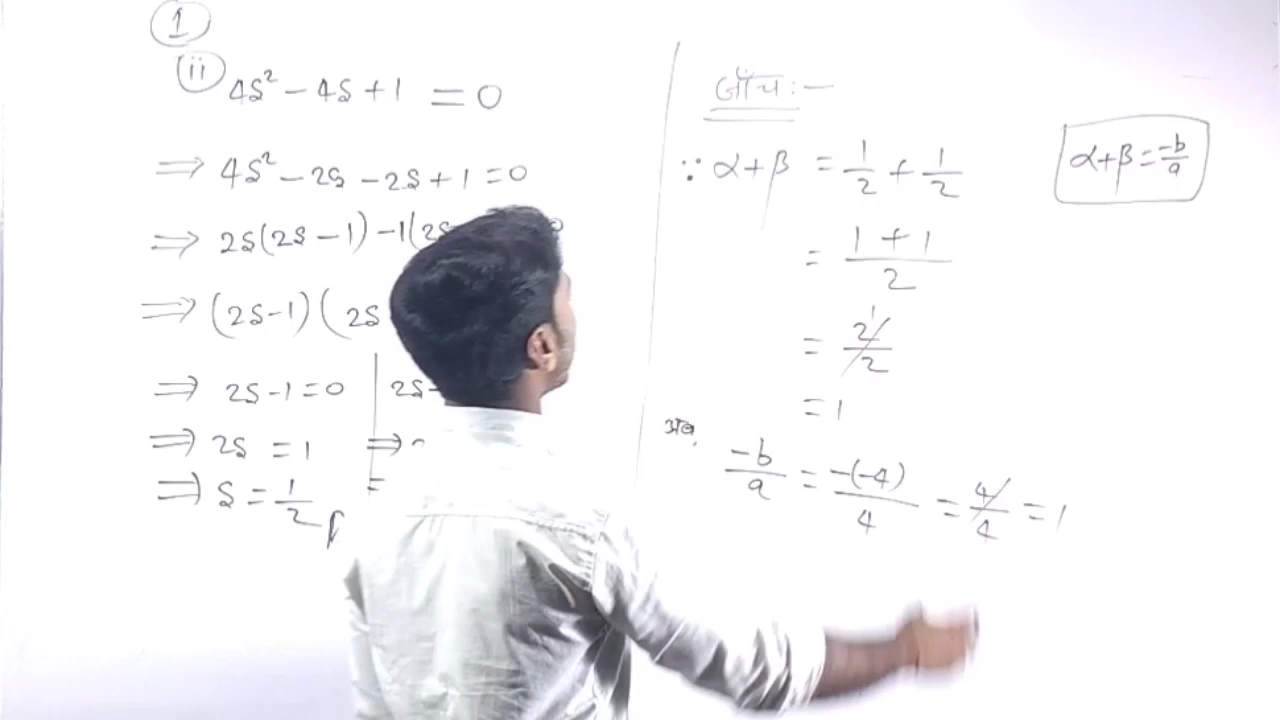 1
ii 4s² - 4s + 1 = 0
⇒ 4s² - 2s - 2s + 1 = 0
⇒ 2s(2s - 1) - 1(2s
⇒ (2s - 1) (2s
⇒ 2s - 1 = 0 | 2s -
⇒ 2s = 1 | ⇒
⇒ s = 1/2, | =
जाँच :-
∵ α + β = 1/2 + 1/2
= (1 + 1)/2
= 2/2 1
= 1
अब, -b/a = -(-4)/4 = 4/4 = 1
α + β = -b/a